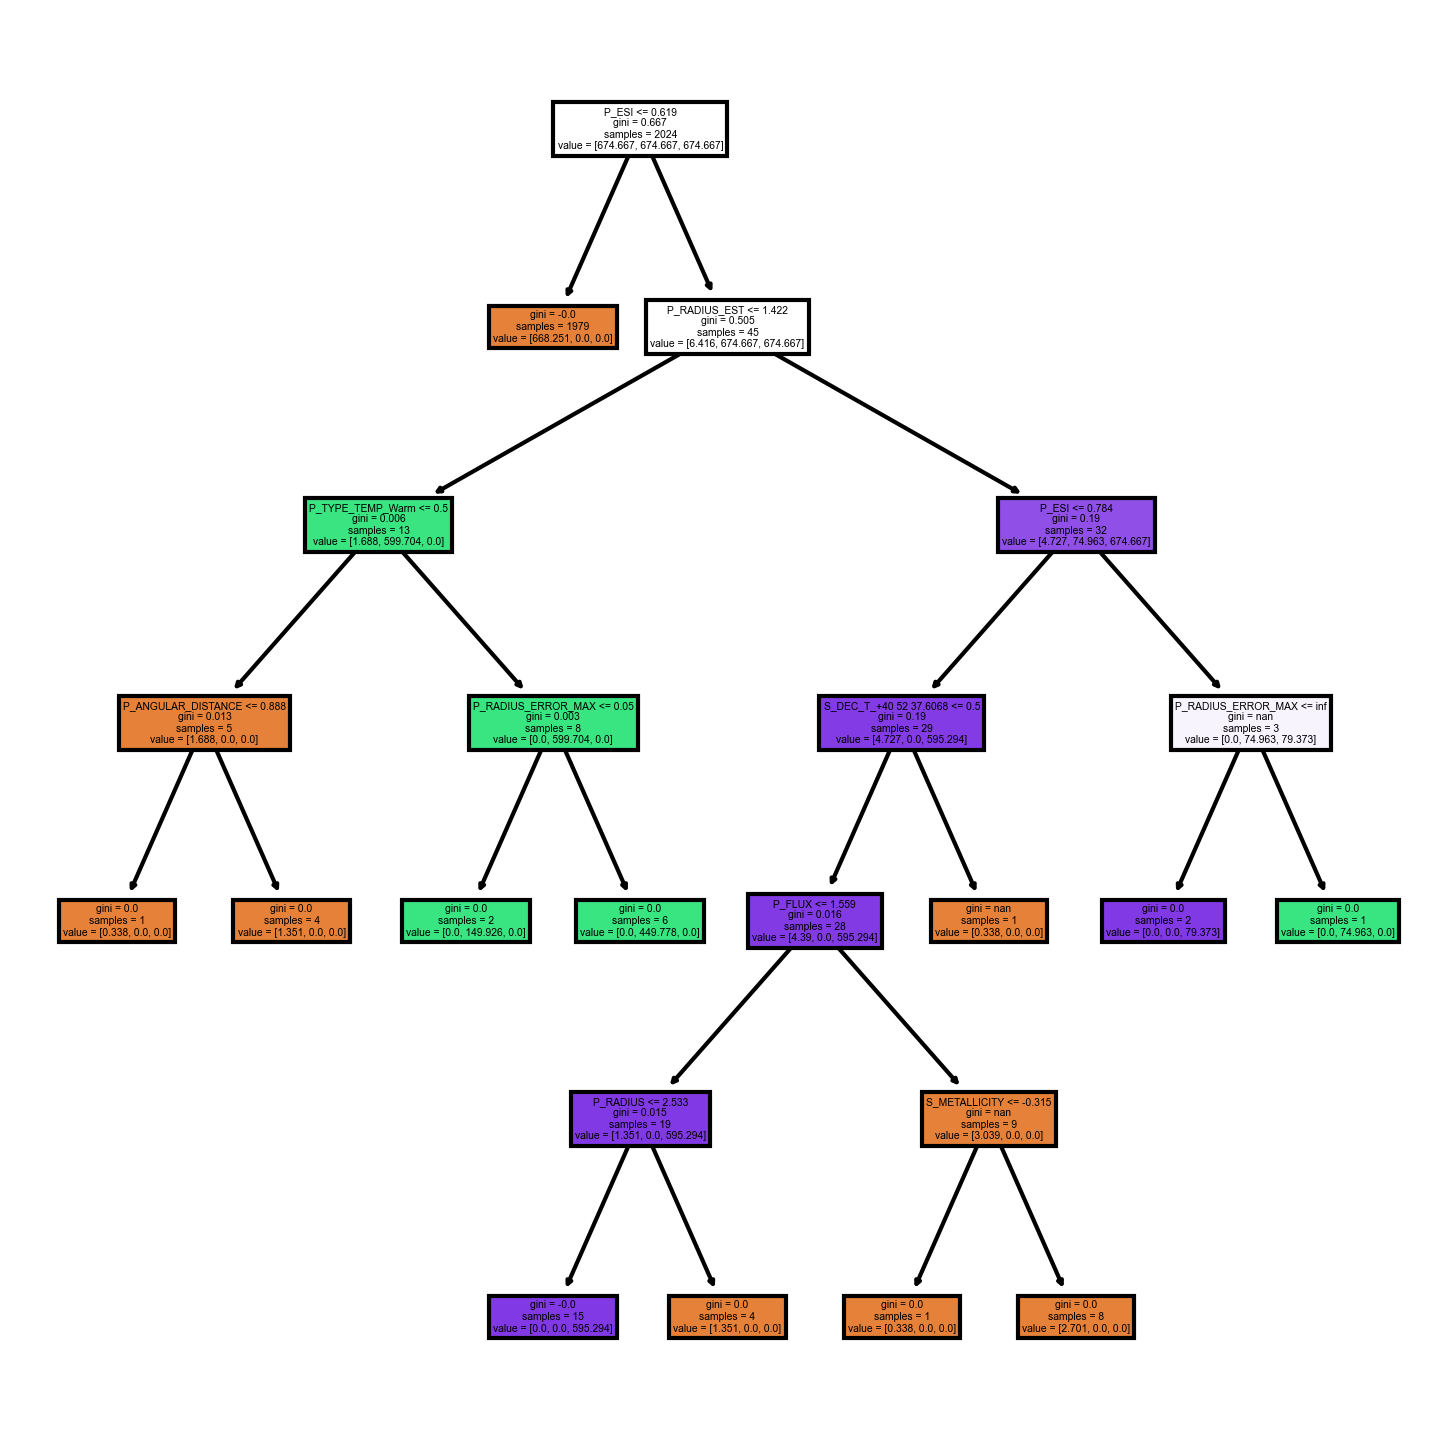 P_ESI <= 0.619
gini = 0.667
samples = 2024
value = [674.667, 674.667, 674.667]
gini = -0.0
samples = 1979
value = [668.251, 0.0, 0.0]
P_RADIUS_EST <= 1.422
gini = 0.505
samples = 45
value = [6.416, 674.667, 674.667]
P_TYPE_TEMP_Warm <= 0.5
gini = 0.006
samples = 13
value = [1.688, 599.704, 0.0]
P_ESI <= 0.784
gini = 0.19
samples = 32
value = [4.727, 74.963, 674.667]
P_ANGULAR_DISTANCE <= 0.888
gini = 0.013
samples = 5
value = [1.688, 0.0, 0.0]
P_RADIUS_ERROR_MAX <= 0.05
gini = 0.003
samples = 8
value = [0.0, 599.704, 0.0]
S_DEC_T_+40 52 37.6068 <= 0.5
gini = 0.19
samples = 29
value = [4.727, 0.0, 595.294]
P_RADIUS_ERROR_MAX <= inf
gini = nan
samples = 3
value = [0.0, 74.963, 79.373]
gini = 0.0
samples = 1
value = [0.338, 0.0, 0.0]
gini = 0.0
samples = 4
value = [1.351, 0.0, 0.0]
gini = 0.0
samples = 2
value = [0.0, 149.926, 0.0]
gini = 0.0
samples = 6
value = [0.0, 449.778, 0.0]
P_FLUX <= 1.559
gini = 0.016
samples = 28
value = [4.39, 0.0, 595.294]
gini = nan
samples = 1
value = [0.338, 0.0, 0.0]
gini = 0.0
samples = 2
value = [0.0, 0.0, 79.373]
gini = 0.0
samples = 1
value = [0.0, 74.963, 0.0]
P_RADIUS <= 2.533
gini = 0.015
samples = 19
value = [1.351, 0.0, 595.294]
S_METALLICITY <= -0.315
gini = nan
samples = 9
value = [3.039, 0.0, 0.0]
gini = -0.0
samples = 15
value = [0.0, 0.0, 595.294]
gini = 0.0
samples = 4
value = [1.351, 0.0, 0.0]
gini = 0.0
samples = 1
value = [0.338, 0.0, 0.0]
gini = 0.0
samples = 8
value = [2.701, 0.0, 0.0]